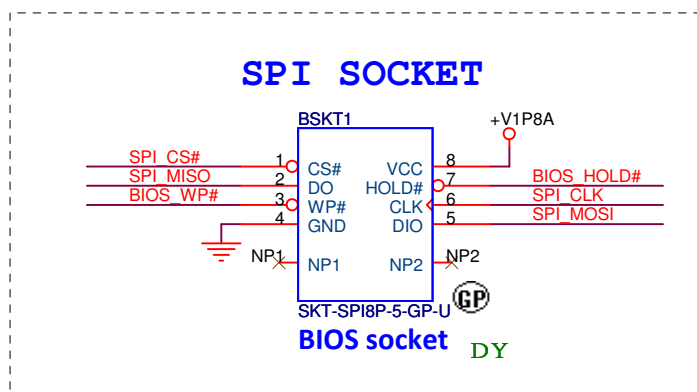 SPI SOCKET
BSKT1
+V1P8A
SPI_CS# 1 CS# VCC 8
SPI_MISO 2 DO HOLD# 7 BIOS_HOLD#
BIOS_WP# 3 WP# CLK 6 SPI_CLK
4 GND DIO 5 SPI_MOSI
NP1 NP1 NP2 NP2
SKT-SPI8P-5-GP-U GP
BIOS socket DY